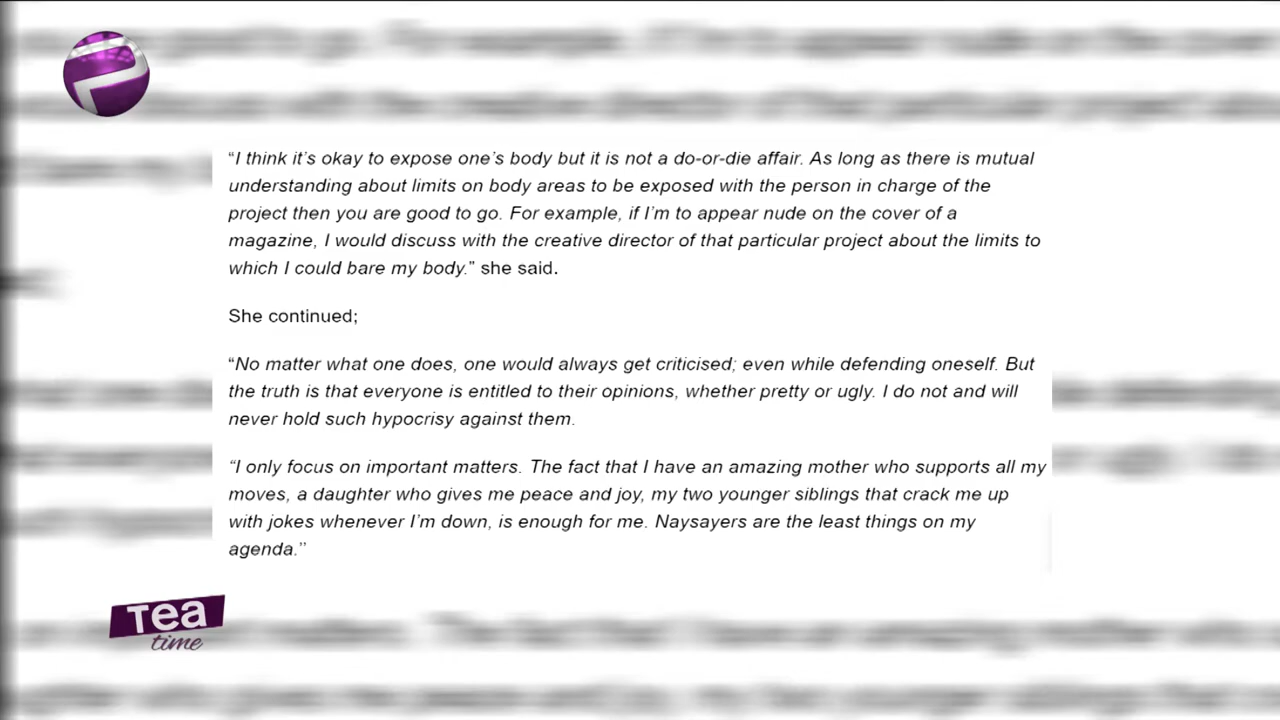 “I think it’s okay to expose one’s body but it is not a do-or-die affair. As long as there is mutual
understanding about limits on body areas to be exposed with the person in charge of the
project then you are good to go. For example, if I’m to appear nude on the cover of a
magazine, I would discuss with the creative director of that particular project about the limits to
which I could bare my body.” she said.
She continued;
“No matter what one does, one would always get criticised; even while defending oneself. But
the truth is that everyone is entitled to their opinions, whether pretty or ugly. I do not and will
never hold such hypocrisy against them.
“I only focus on important matters. The fact that I have an amazing mother who supports all my
moves, a daughter who gives me peace and joy, my two younger siblings that crack me up
with jokes whenever I’m down, is enough for me. Naysayers are the least things on my
agenda.’’
Tea
time